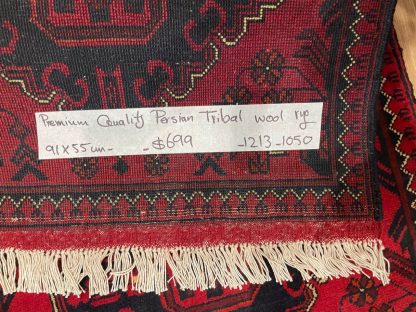 Premium Quality Persian Tribal wool rug
91x55cm- -$699 -1213-1050